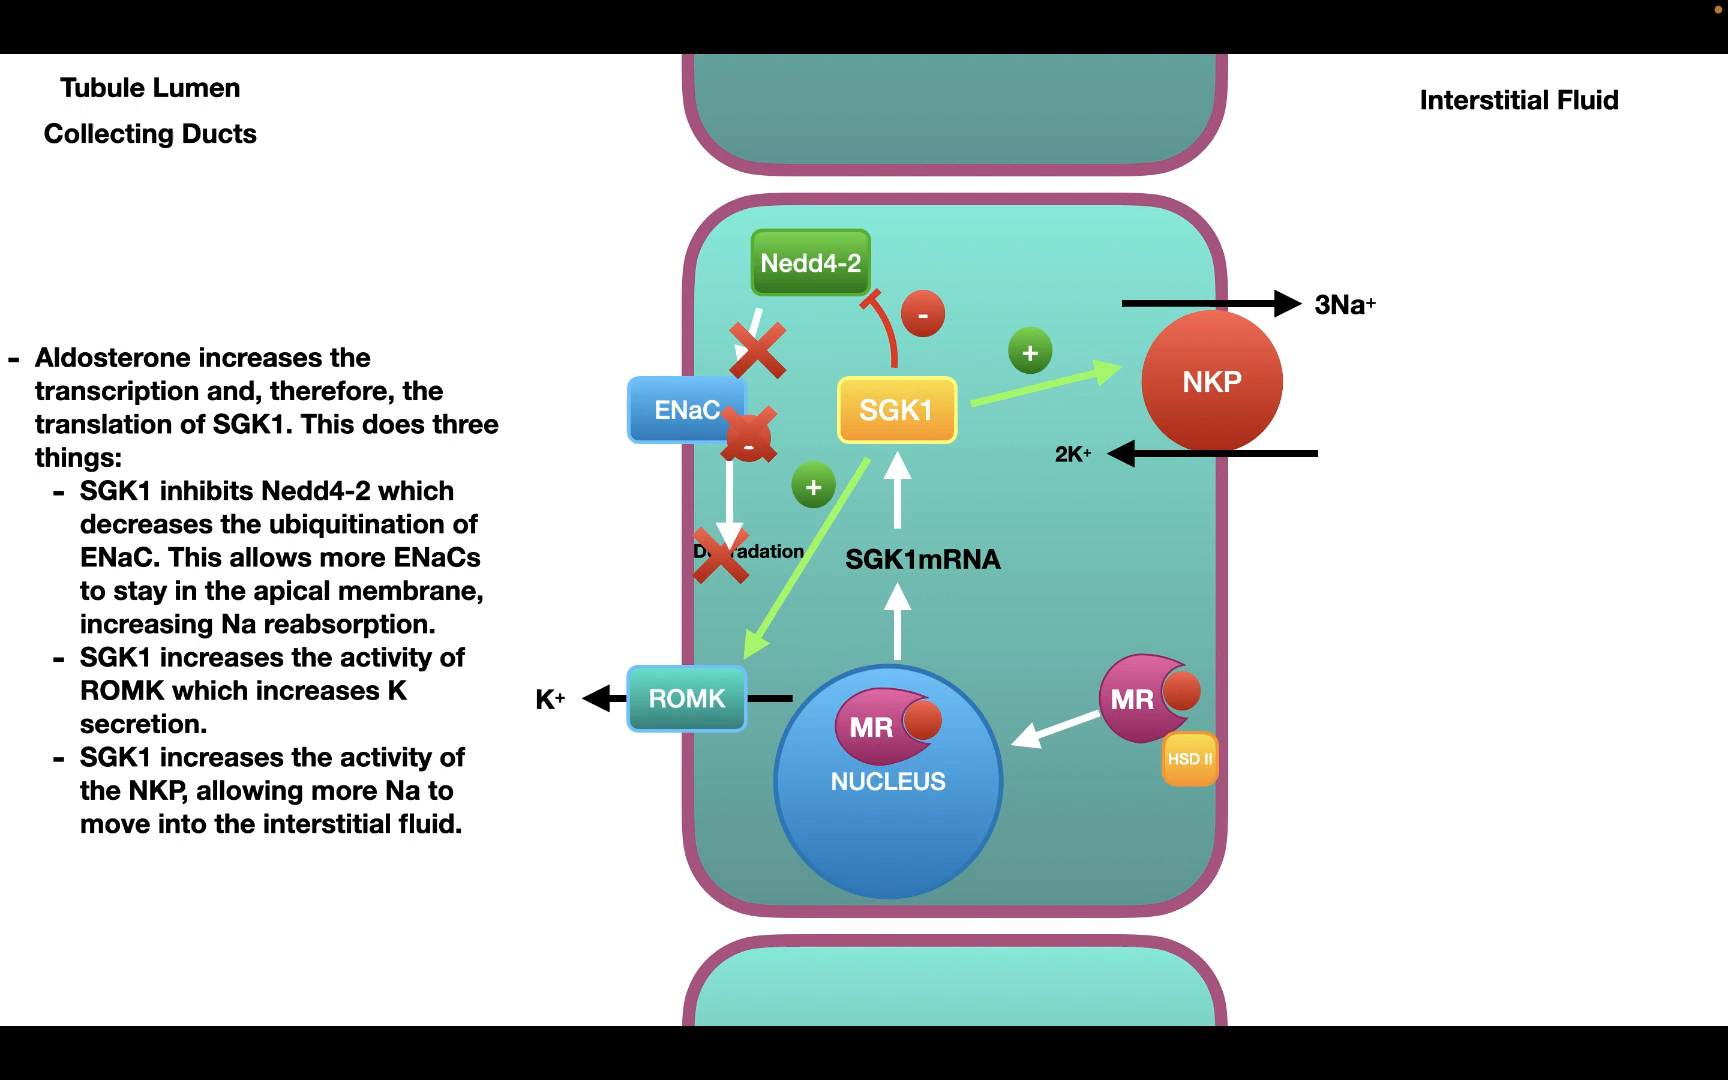 Tubule Lumen
Collecting Ducts
Interstitial Fluid
- Aldosterone increases the
transcription and, therefore, the
translation of SGK1. This does three
things:
- SGK1 inhibits Nedd4-2 which
decreases the ubiquitination of
ENaC. This allows more ENaCs
to stay in the apical membrane,
increasing Na reabsorption.
- SGK1 increases the activity of
ROMK which increases K
secretion.
- SGK1 increases the activity of
the NKP, allowing more Na to
move into the interstitial fluid.
Nedd4-2
-
+
3Na+
ENaC
-
SGK1
NKP
2K+
+
Degradation
SGK1mRNA
K+
ROMK
MR
NUCLEUS
MR
HSD II